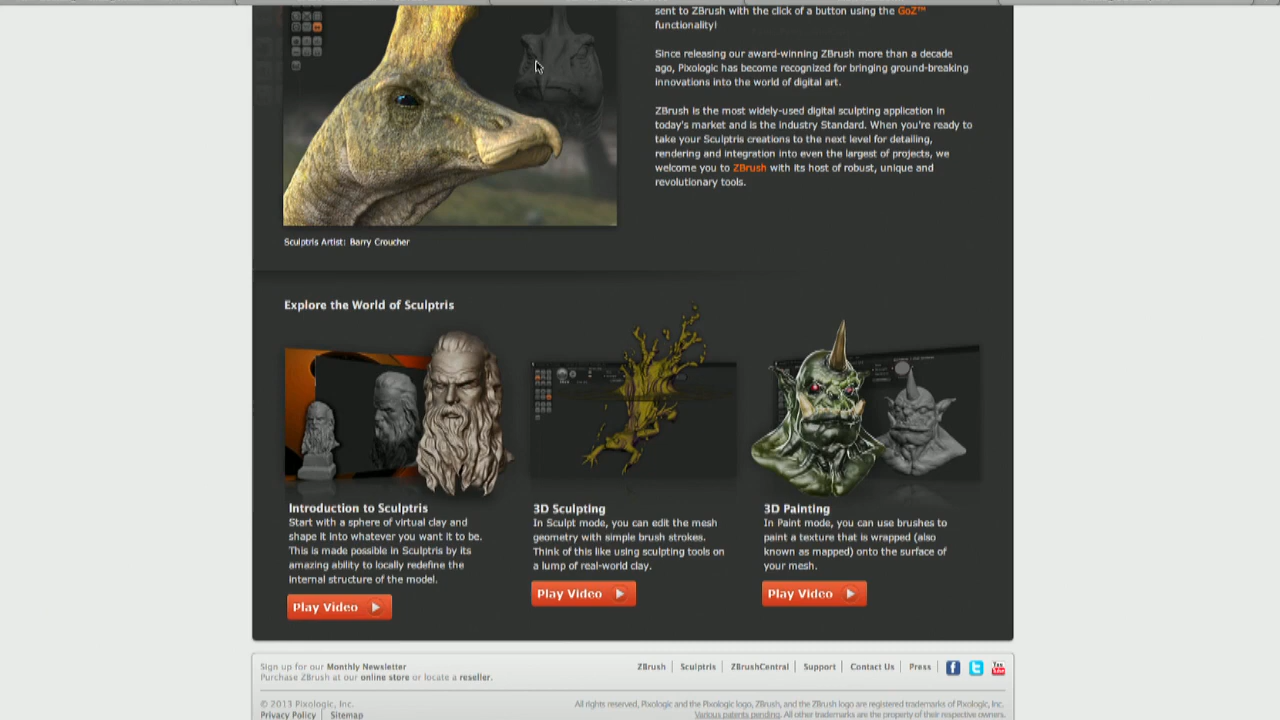 sent to ZBrush with the click of a button using the GoZ™
functionality!
Since releasing our award-winning ZBrush more than a decade
ago, Pixologic has become recognized for bringing ground-breaking
innovations into the world of digital art.
ZBrush is the most widely-used digital sculpting application in
today's market and is the industry Standard. When you're ready to
take your Sculptris creations to the next level for detailing,
rendering and integration into even the largest of projects, we
welcome you to ZBrush with its host of robust, unique and
revolutionary tools.
Sculptris Artist: Barry Croucher
Explore the World of Sculptris
Introduction to Sculptris
Start with a sphere of virtual clay and
shape it into whatever you want it to be.
This is made possible in Sculptris by its
amazing ability to locally redefine the
internal structure of the model.
Play Video
3D Sculpting
In Sculpt mode, you can edit the mesh
geometry with simple brush strokes.
Think of this like using sculpting tools on
a lump of real-world clay.
Play Video
3D Painting
In Paint mode, you can use brushes to
paint a texture that is wrapped (also
known as mapped) onto the surface of
your mesh.
Play Video
Sign up for our Monthly Newsletter
Purchase ZBrush at our online store or locate a reseller.
ZBrush | Sculptris | ZBrushCentral | Support | Contact Us | Press
You Tube
© 2013 Pixologic, Inc.
Privacy Policy | Sitemap
All rights reserved, Pixologic and the Pixologic logo, ZBrush, and the ZBrush logo are registered trademarks of Pixologic, Inc.
Various patents pending. All other trademarks are the property of their respective owners.